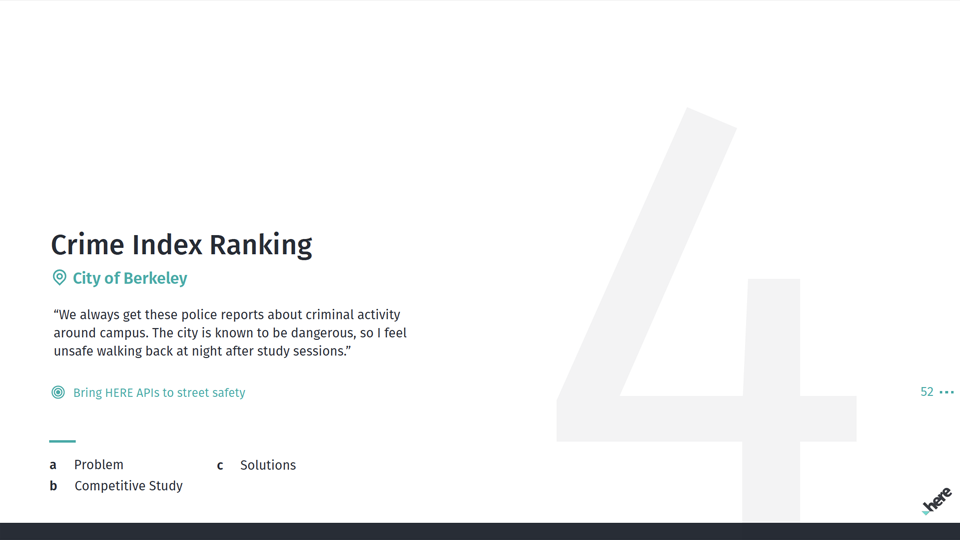 4
Crime Index Ranking
City of Berkeley
“We always get these police reports about criminal activity
around campus. The city is known to be dangerous, so I feel
unsafe walking back at night after study sessions.”
Bring HERE APIs to street safety
52
a Problem
b Competitive Study
c Solutions
here